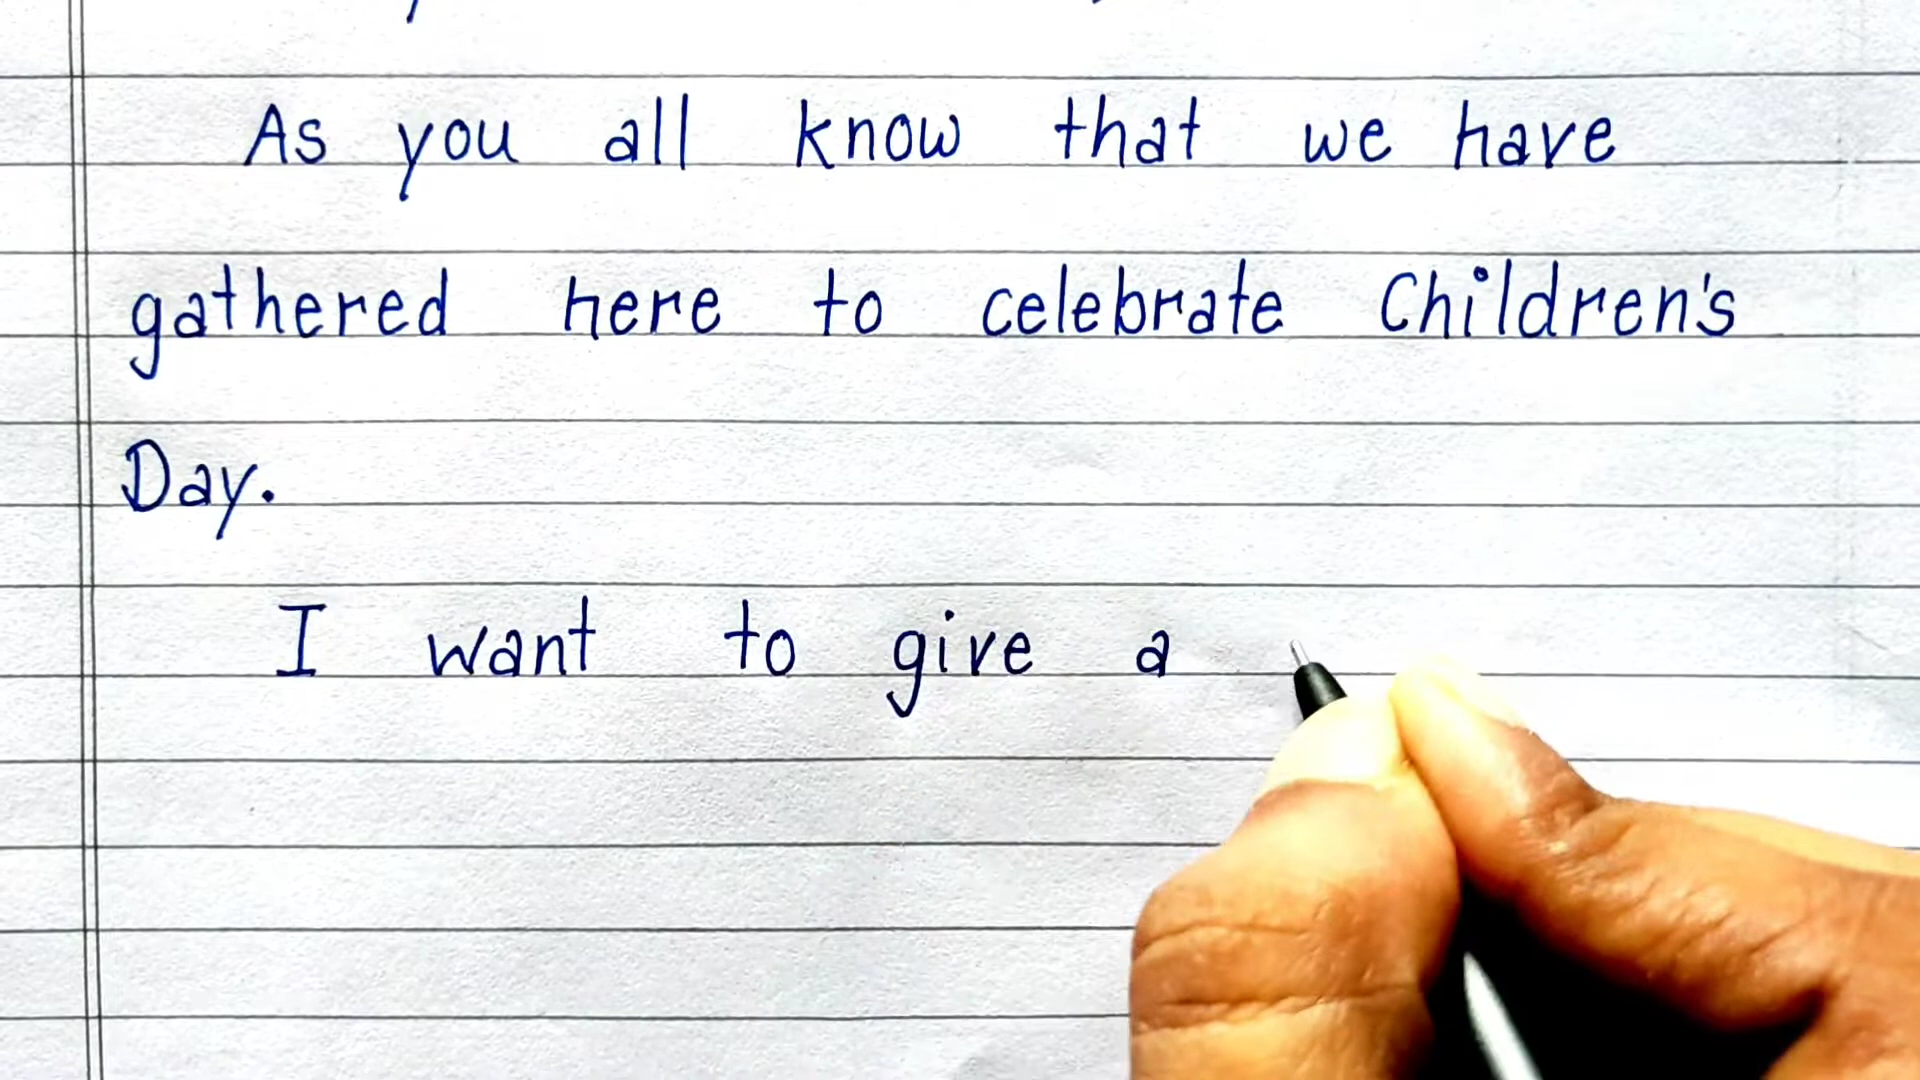 As you all know that we have
gathered here to celebrate Children's
Day.
I want to give a